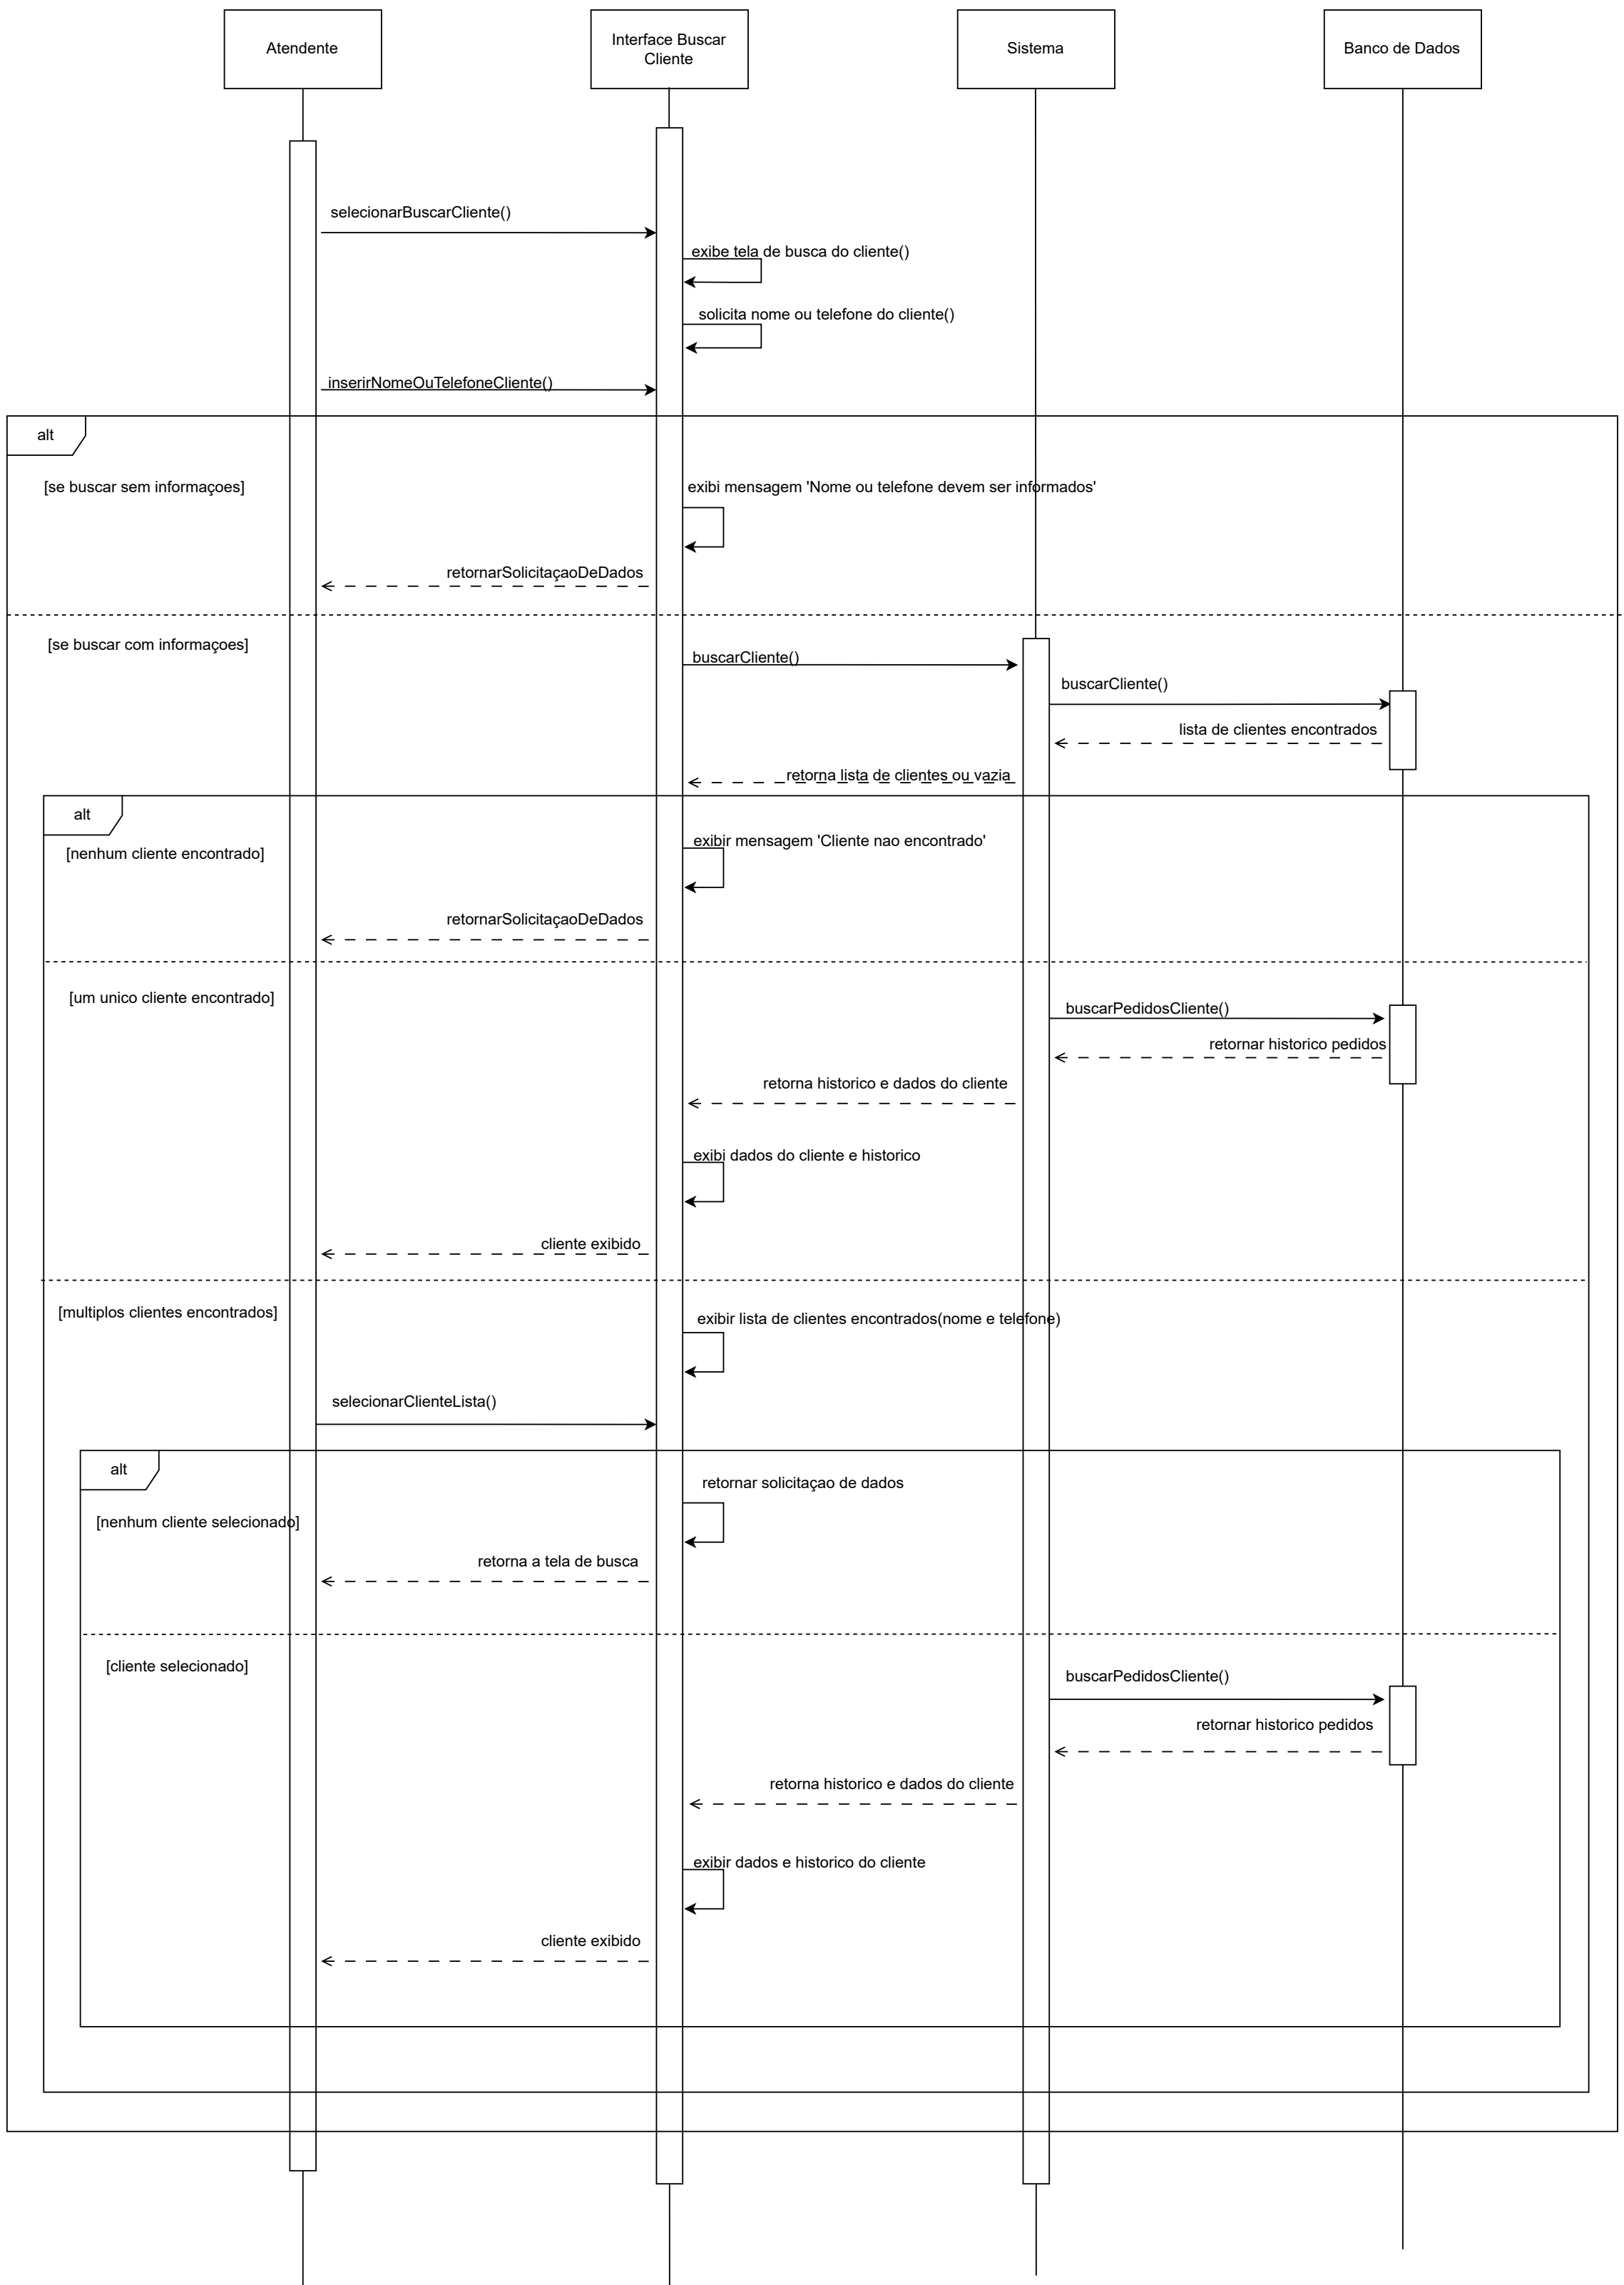 Atendente
Interface Buscar
Cliente
Sistema
Banco de Dados
selecionarBuscarCliente()
exibe tela de busca do cliente()
solicita nome ou telefone do cliente()
inserirNomeOuTelefoneCliente()
alt
[se buscar sem informaçoes]
exibi mensagem 'Nome ou telefone devem ser informados'
retornarSolicitaçaoDeDados
[se buscar com informaçoes]
buscarCliente()
buscarCliente()
lista de clientes encontrados
retorna lista de clientes ou vazia
alt
[nenhum cliente encontrado]
exibir mensagem 'Cliente nao encontrado'
retornarSolicitaçaoDeDados
[um unico cliente encontrado]
buscarPedidosCliente()
retornar historico pedidos
retorna historico e dados do cliente
exibi dados do cliente e historico
cliente exibido
[multiplos clientes encontrados]
exibir lista de clientes encontrados(nome e telefone)
selecionarClienteLista()
alt
retornar solicitaçao de dados
[nenhum cliente selecionado]
retorna a tela de busca
[cliente selecionado]
buscarPedidosCliente()
retornar historico pedidos
retorna historico e dados do cliente
exibir dados e historico do cliente
cliente exibido